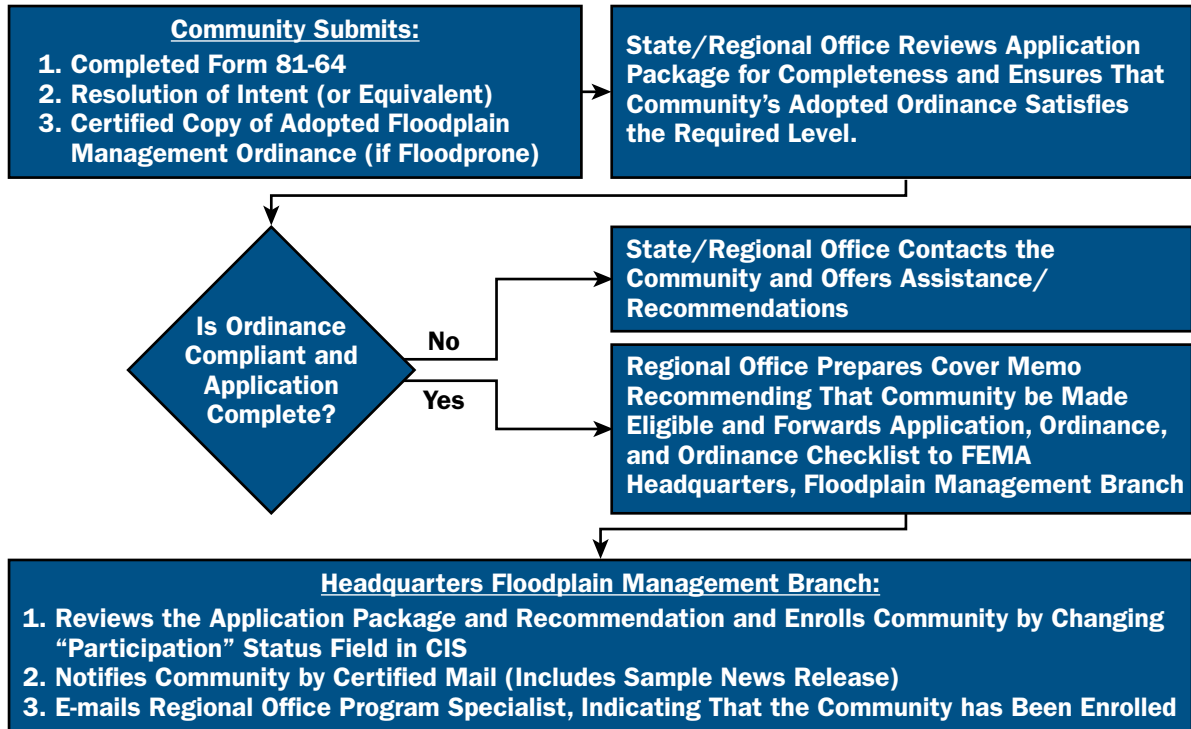 Community Submits:
1. Completed Form 81-64
2. Resolution of Intent (or Equivalent)
3. Certified Copy of Adopted Floodplain
Management Ordinance (if Floodprone)
State/Regional Office Reviews Application
Package for Completeness and Ensures That
Community's Adopted Ordinance Satisfies
the Required Level.
Is Ordinance
Compliant and
Application
Complete?
No
Yes
State/Regional Office Contacts the
Community and Offers Assistance/
Recommendations
Regional Office Prepares Cover Memo
Recommending That Community be Made
Eligible and Forwards Application, Ordinance,
and Ordinance Checklist to FEMA
Headquarters, Floodplain Management Branch
Headquarters Floodplain Management Branch:
1. Reviews the Application Package and Recommendation and Enrolls Community by Changing
“Participation” Status Field in CIS
2. Notifies Community by Certified Mail (Includes Sample News Release)
3. E-mails Regional Office Program Specialist, Indicating That the Community has Been Enrolled